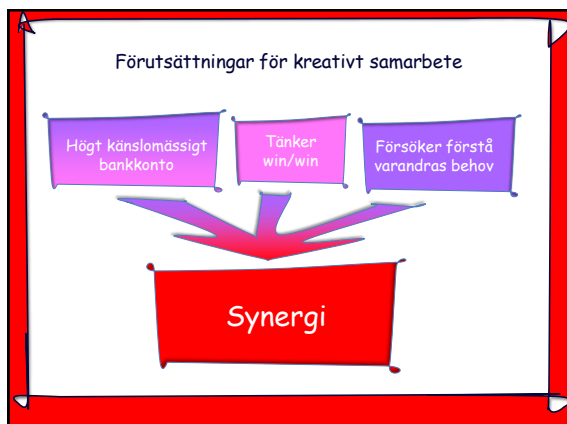 Förutsättningar för kreativt samarbete
Högt känslomässigt
bankkonto
Tänker
win/win
Försöker förstå
varandras behov
Synergi